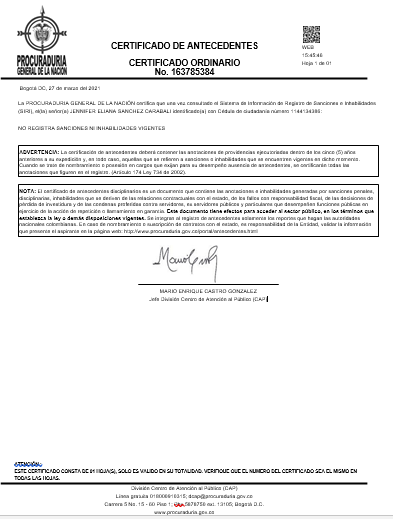 PROCURADURIA
GENERAL DE LA NACION
CERTIFICADO DE ANTECEDENTES
CERTIFICADO ORDINARIO
No. 163785384
WEB
15:45:46
Hoja 1 de 01
Bogotá DC, 27 de marzo del 2021
La PROCURADURIA GENERAL DE LA NACIÓN certifica que una vez consultado el Sistema de Información de Registro de Sanciones e Inhabilidades
(SIRI), el(la) señor(a) JENNIFER ELIANA SANCHEZ CARABALI identificado(a) con Cédula de ciudadanía número 1144134386:
NO REGISTRA SANCIONES NI INHABILIDADES VIGENTES
ADVERTENCIA: La certificación de antecedentes deberá contener las anotaciones de providencias ejecutoriadas dentro de los cinco (5) años
anteriores a su expedición y, en todo caso, aquellas que se refieren a sanciones o inhabilidades que se encuentren vigentes en dicho momento.
Cuando se trate de nombramiento o posesión en cargos que exijan para su desempeño ausencia de antecedentes, se certificarán todas las
anotaciones que figuren en el registro. (Artículo 174 Ley 734 de 2002).
NOTA: El certificado de antecedentes disciplinarios es un documento que contiene las anotaciones e inhabilidades generadas por sanciones penales,
disciplinarias, inhabilidades que se deriven de las relaciones contractuales con el estado, de los fallos con responsabilidad fiscal, de las decisiones de
pérdida de investidura y de las condenas proferidas contra servidores, ex servidores públicos y particulares que desempeñen funciones públicas en
ejercicio de la acción de repetición o llamamiento en garantía. Este documento tiene efectos para acceder al sector público, en los términos que
establezca la ley o demás disposiciones vigentes. Se integran al registro de antecedentes solamente los reportes que hagan las autoridades
nacionales colombianas. En caso de nombramiento o suscripción de contratos con el estado, es responsabilidad de la Entidad, validar la información
que presente el aspirante en la página web: http://www.procuraduria.gov.co/portal/antecedentes.html
MARIO ENRIQUE CASTRO GONZALEZ
Jefe División Centro de Atención al Público (CAP)
ATENCIÓN :
ESTE CERTIFICADO CONSTA DE 01 HOJA(S), SOLO ES VALIDO EN SU TOTALIDAD. VERIFIQUE QUE EL NUMERO DEL CERTIFICADO SEA EL MISMO EN
TODAS LAS HOJAS.
División Centro de Atención al Público (CAP)
Línea gratuita 018000910315; dcap@procuraduria.gov.co
Carrera 5 No. 15 - 60 Piso 1; 5878750 ext. 13105; Bogotá D.C.
www.procuraduria.gov.co